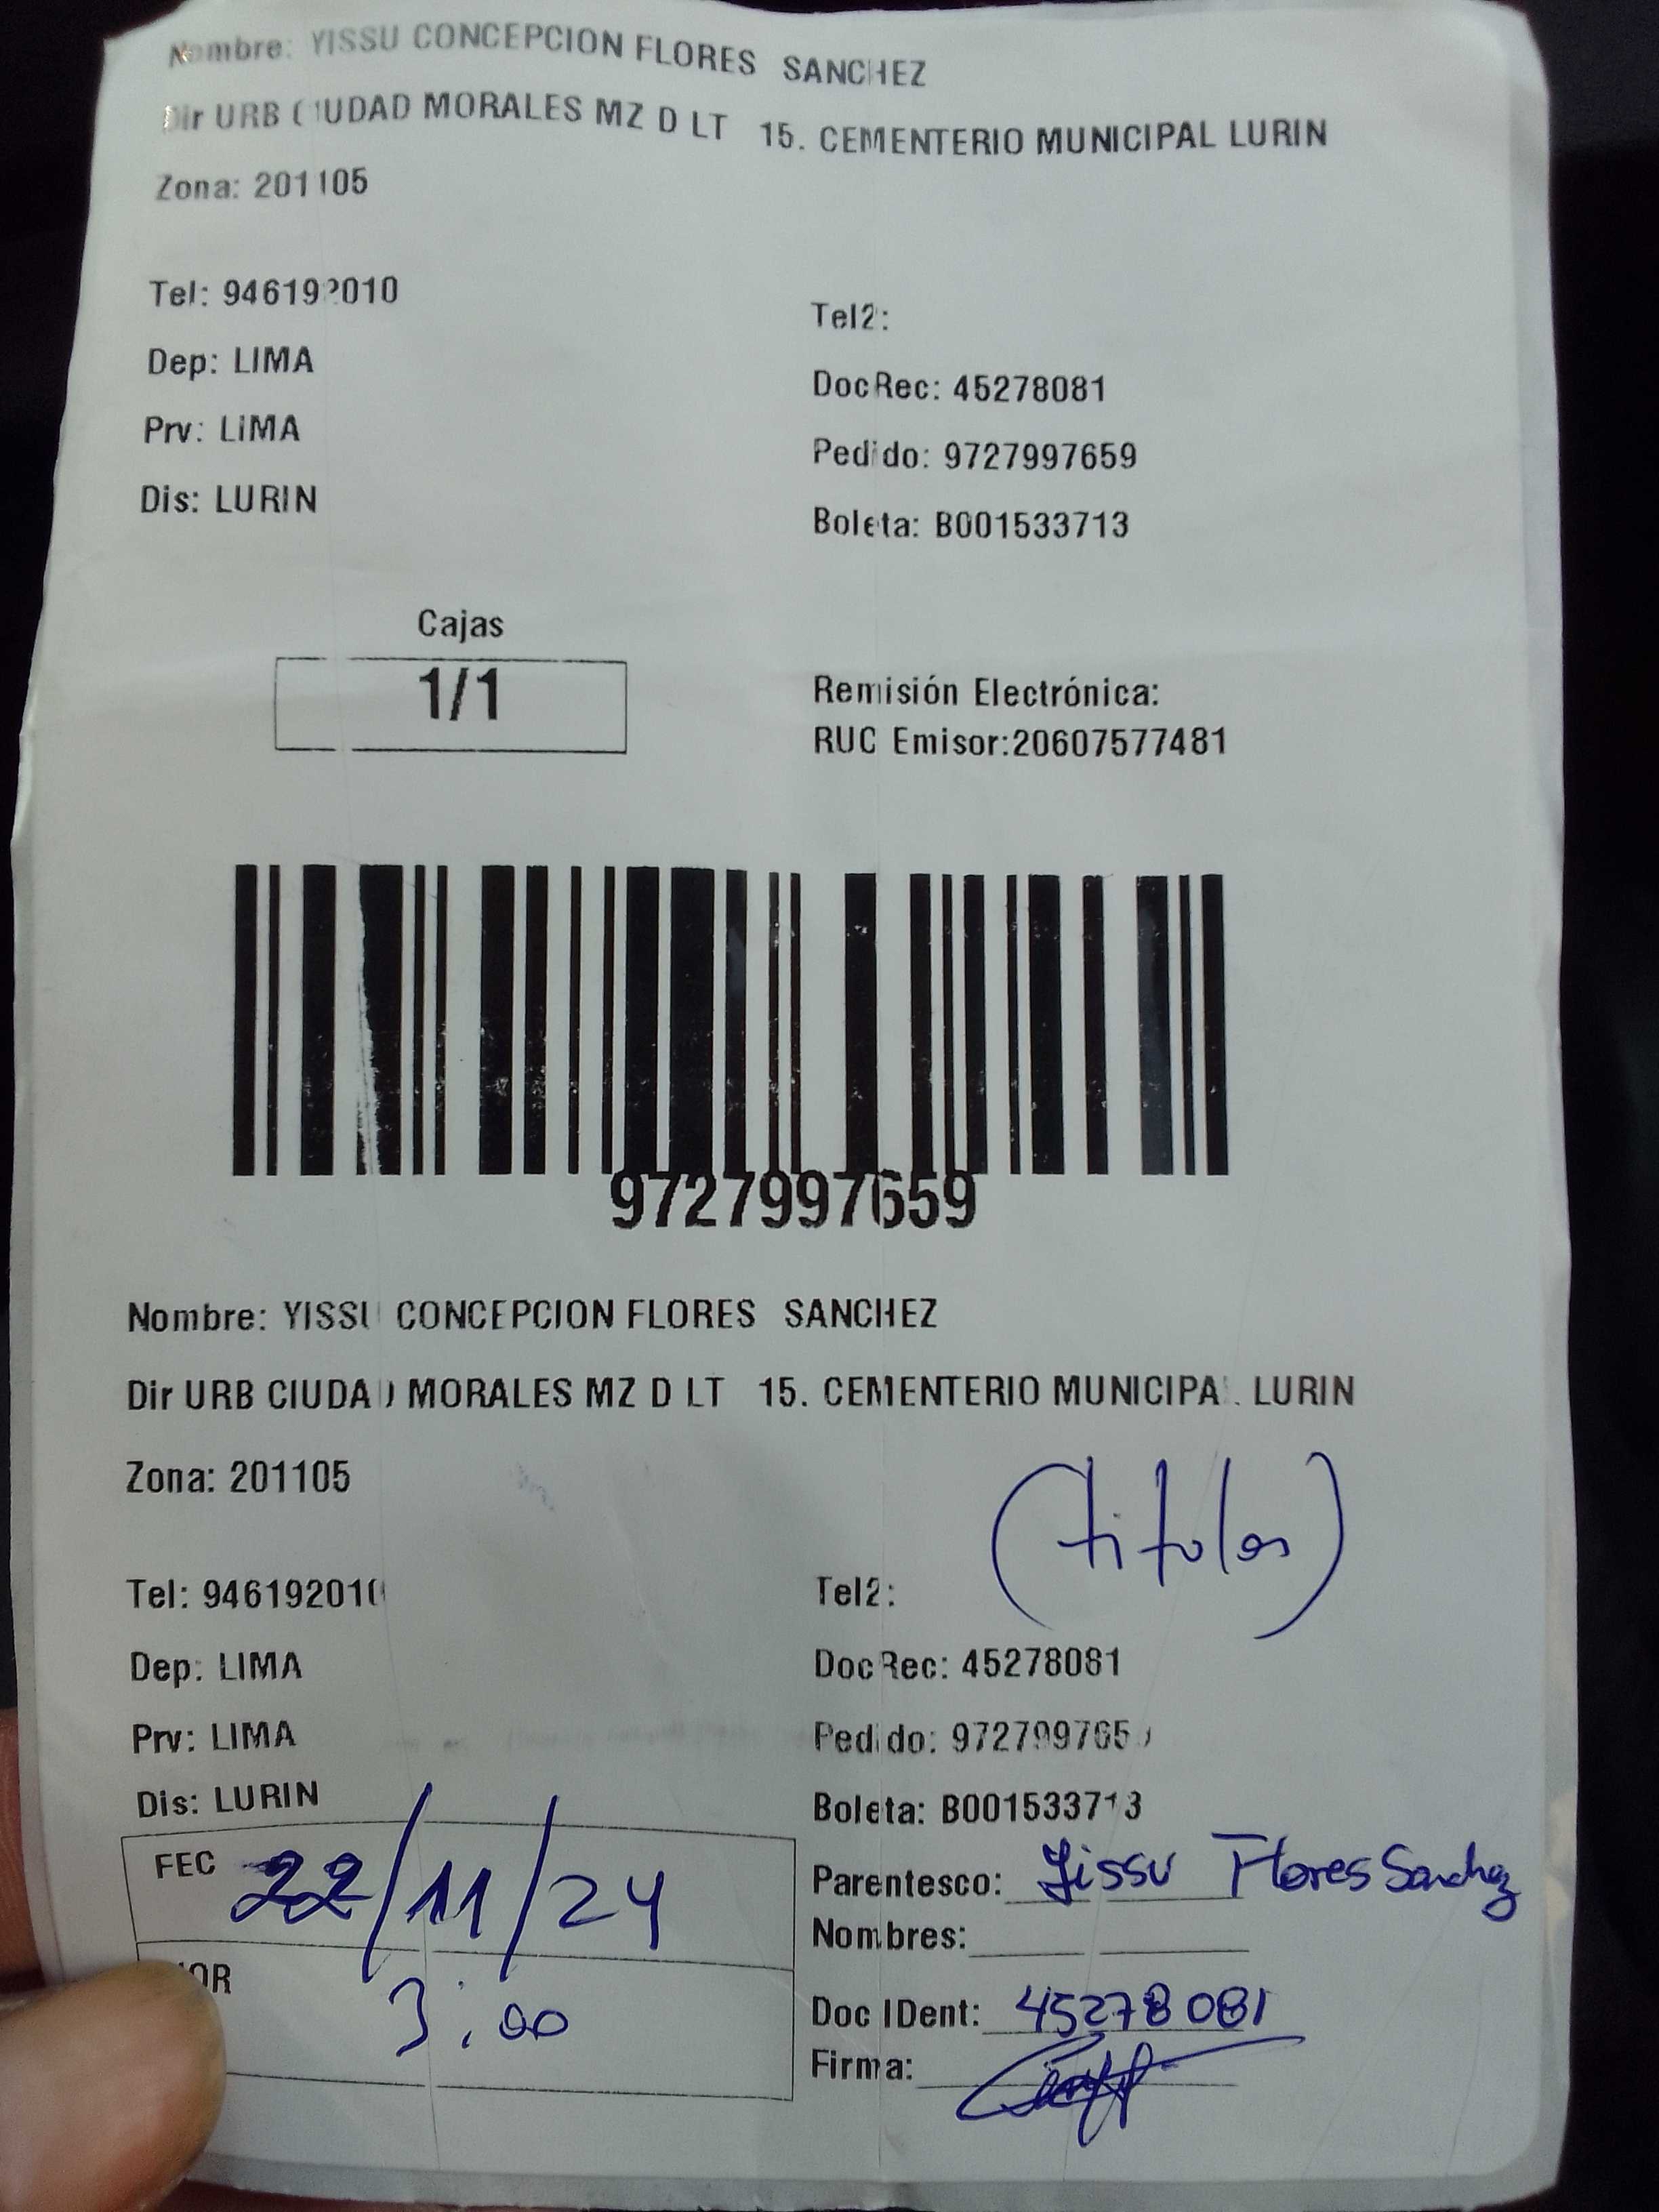 Nombre: YISSU CONCEPCION FLORES SANCHEZ
Dir URB CIUDAD MORALES MZ D LT 15. CEMENTERIO MUNICIPAL LURIN
Zona: 201105
Tel: 946192010
Tel2:
Dep: LIMA
DocRec: 45278081
Prv: LIMA
Pedido: 9727997659
Dis: LURIN
Boleta: B001533713
Cajas
1/1
Remisión Electrónica:
RUC Emisor:20607577481
9727997659
Nombre: YISSU CONCEPCION FLORES SANCHEZ
Dir URB CIUDAD MORALES MZ D LT 15. CEMENTERIO MUNICIPAL LURIN
Zona: 201105
(titular)
Tel: 946192010
Tel2:
Dep: LIMA
DocRec: 45278081
Prv: LIMA
Pedido: 9727997659
Dis: LURIN
Boleta: B001533713
FEC 22/11/24
Parentesco: Yissu Flores Sanchez
Nombres:
3:00
Doc IDent: 45278081
Firma: